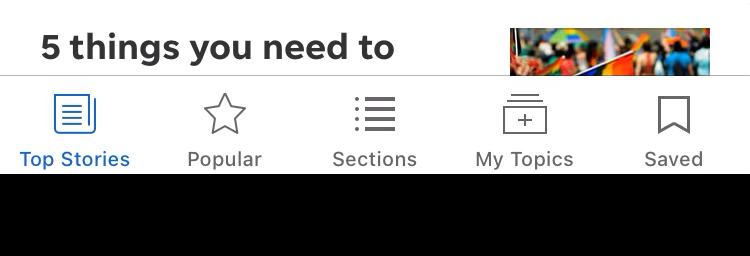 5 things you need to
Top Stories
Popular
Sections
My Topics
Saved